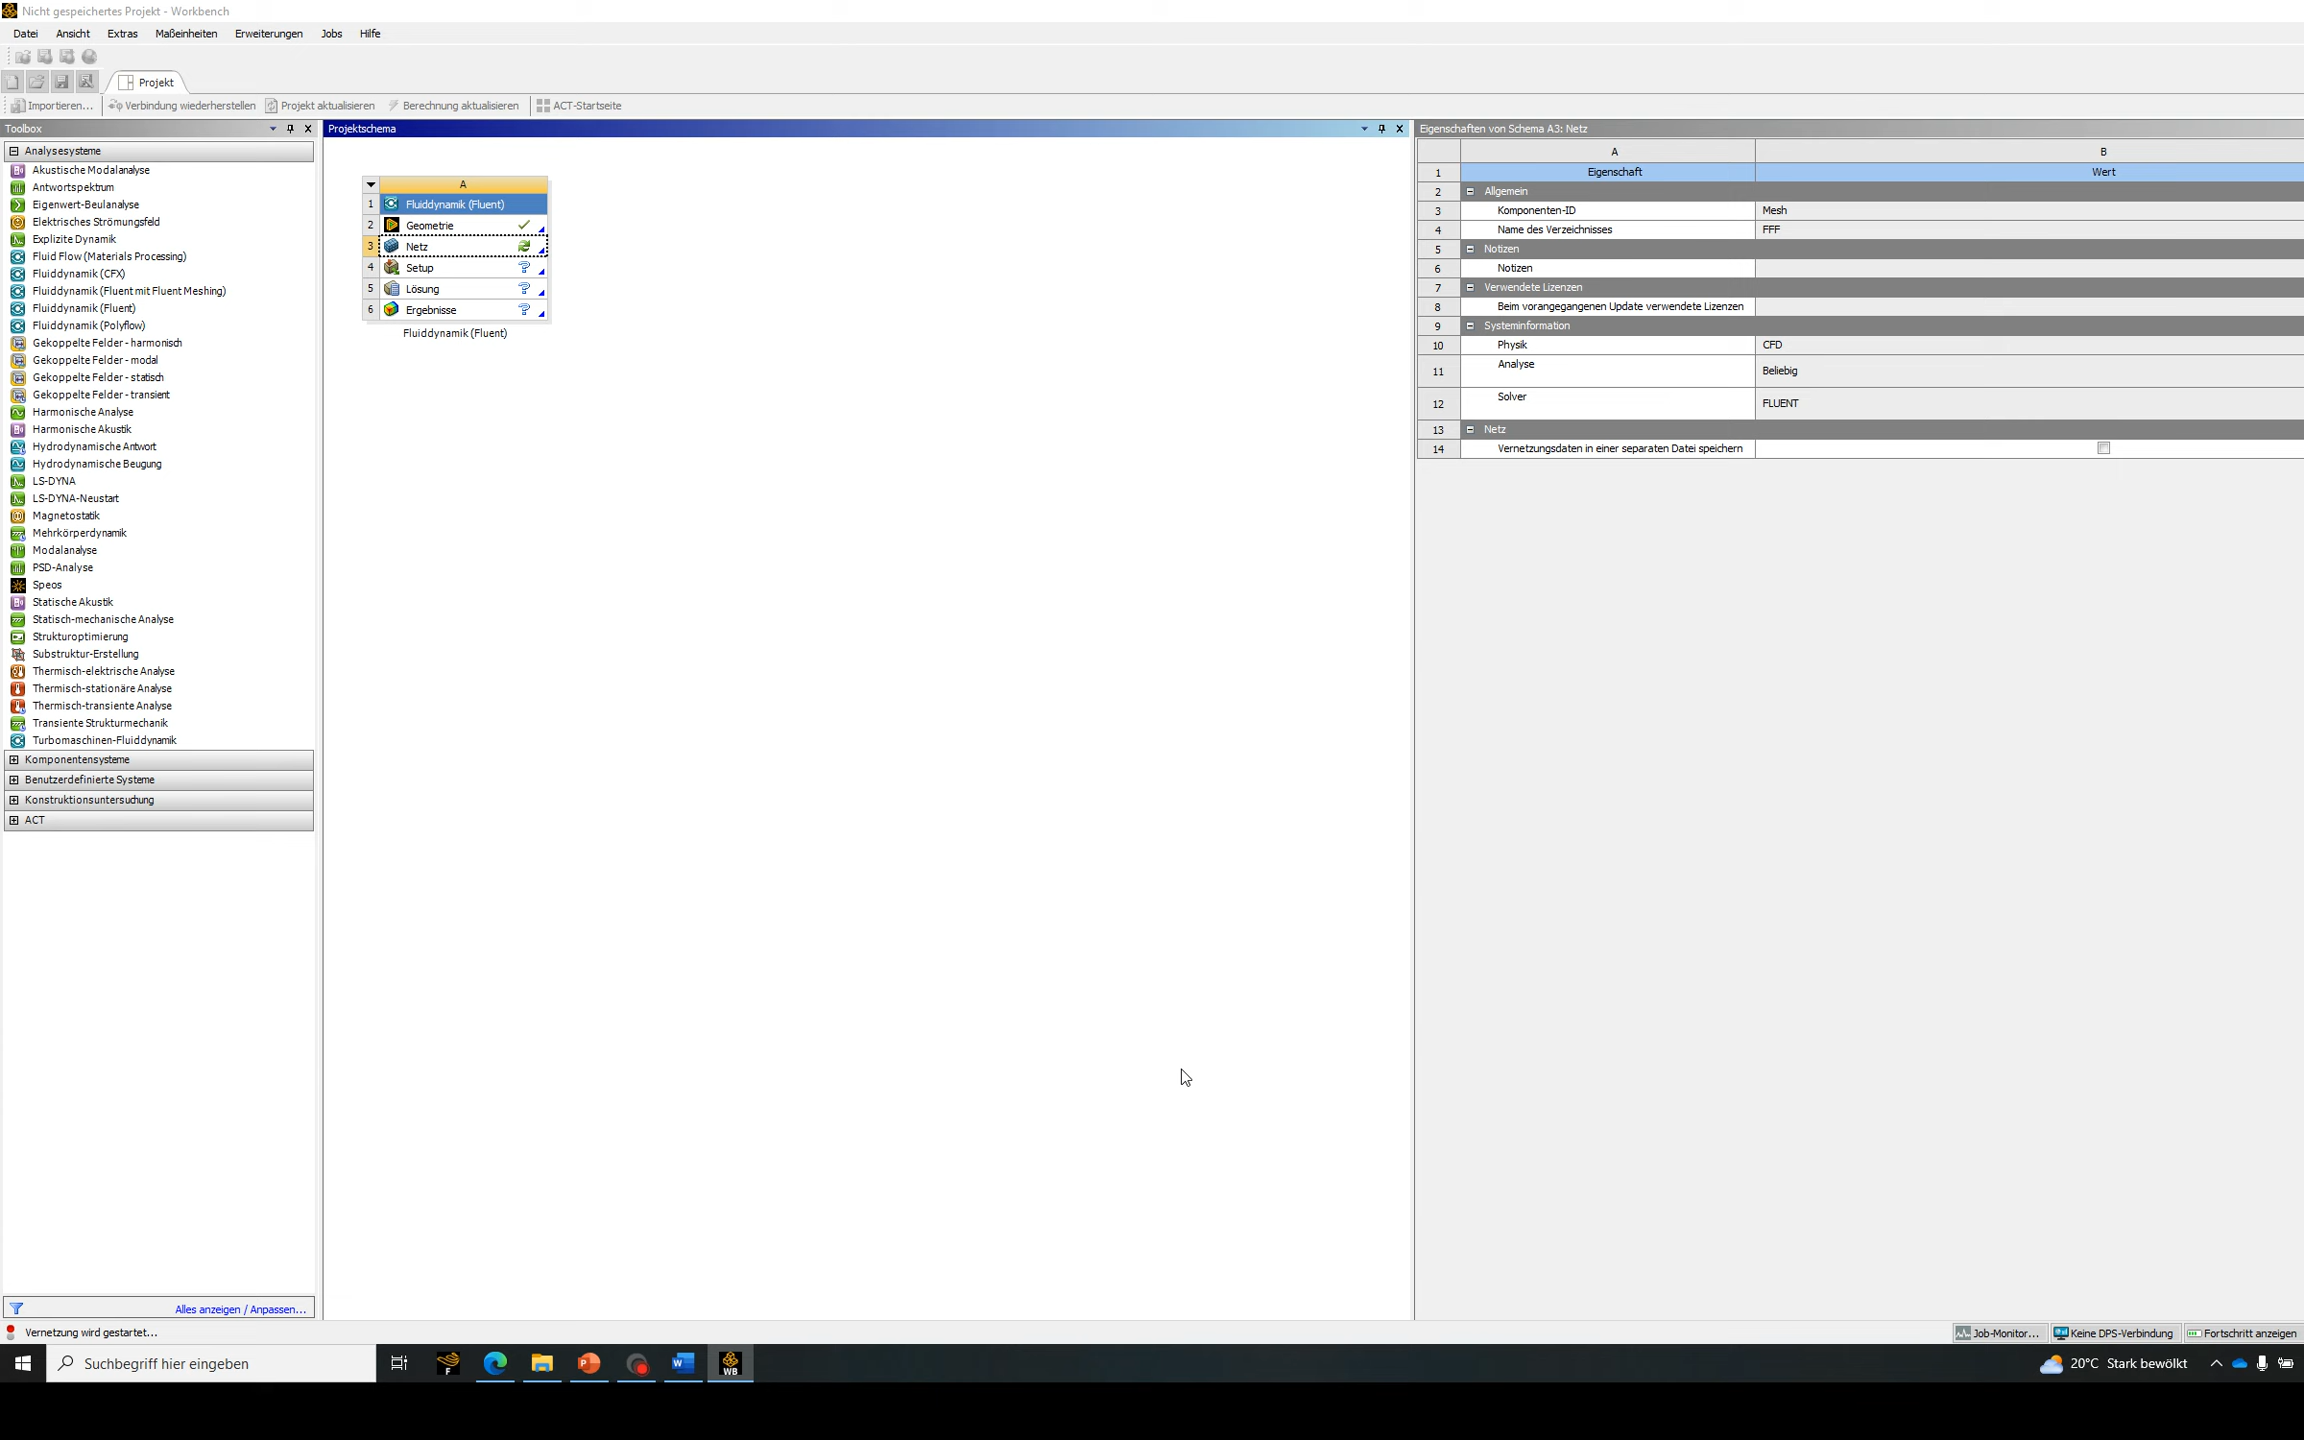 Nicht gespeichertes Projekt - Workbench
Datei Ansicht Extras Maßeinheiten Erweiterungen Jobs Hilfe
Projekt
Importieren... Verbindung wiederherstellen Projekt aktualisieren Berechnung aktualisieren ACT-Startseite
Toolbox
Analysesysteme
Akustische Modalanalyse
Antwortspektrum
Eigenwert-Beulanalyse
Elektrisches Strömungsfeld
Explizite Dynamik
Fluid Flow (Materials Processing)
Fluiddynamik (CFX)
Fluiddynamik (Fluent mit Fluent Meshing)
Fluiddynamik (Fluent)
Fluiddynamik (Polyflow)
Gekoppelte Felder - harmonisch
Gekoppelte Felder - modal
Gekoppelte Felder - statisch
Gekoppelte Felder - transient
Harmonische Analyse
Harmonische Akustik
Hydrodynamische Antwort
Hydrodynamische Beugung
LS-DYNA
LS-DYNA-Neustart
Magnetostatik
Mehrkörperdynamik
Modalanalyse
PSD-Analyse
Speos
Statische Akustik
Statisch-mechanische Analyse
Strukturoptimierung
Substruktur-Erstellung
Thermisch-elektrische Analyse
Thermisch-stationäre Analyse
Thermisch-transiente Analyse
Transiente Strukturmechanik
Turbomaschinen-Fluiddynamik
Komponentensysteme
Benutzerdefinierte Systeme
Konstruktionsuntersuchung
ACT
Alles anzeigen / Anpassen...
Projektschema
A
1 Fluiddynamik (Fluent)
2 Geometrie
3 Netz
4 Setup
5 Lösung
6 Ergebnisse
Fluiddynamik (Fluent)
Eigenschaften von Schema A3: Netz
A B
1 Eigenschaft Wert
2 Allgemein
3 Komponenten-ID Mesh
4 Name des Verzeichnisses FFF
5 Notizen
6 Notizen
7 Verwendete Lizenzen
8 Beim vorangegangenen Update verwendete Lizenzen
9 Systeminformation
10 Physik CFD
11 Analyse Beliebig
12 Solver FLUENT
13 Netz
14 Vernetzungsdaten in einer separaten Datei speichern
Vernetzung wird gestartet...
Job-Monitor... Keine DPS-Verbindung Fortschritt anzeigen
Suchbegriff hier eingeben
F
P
W
WB
20°C Stark bewölkt